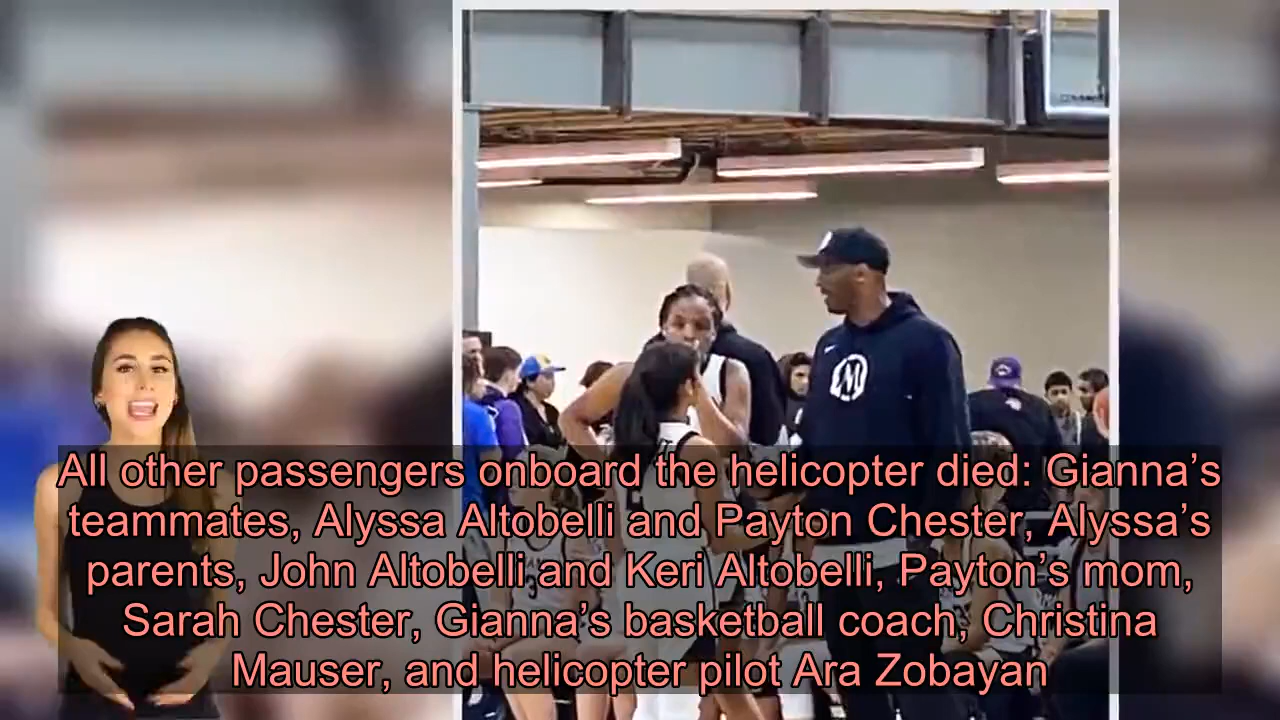 All other passengers onboard the helicopter died: Gianna’s
teammates, Alyssa Altobelli and Payton Chester, Alyssa’s
parents, John Altobelli and Keri Altobelli, Payton’s mom,
Sarah Chester, Gianna’s basketball coach, Christina
Mauser, and helicopter pilot Ara Zobayan